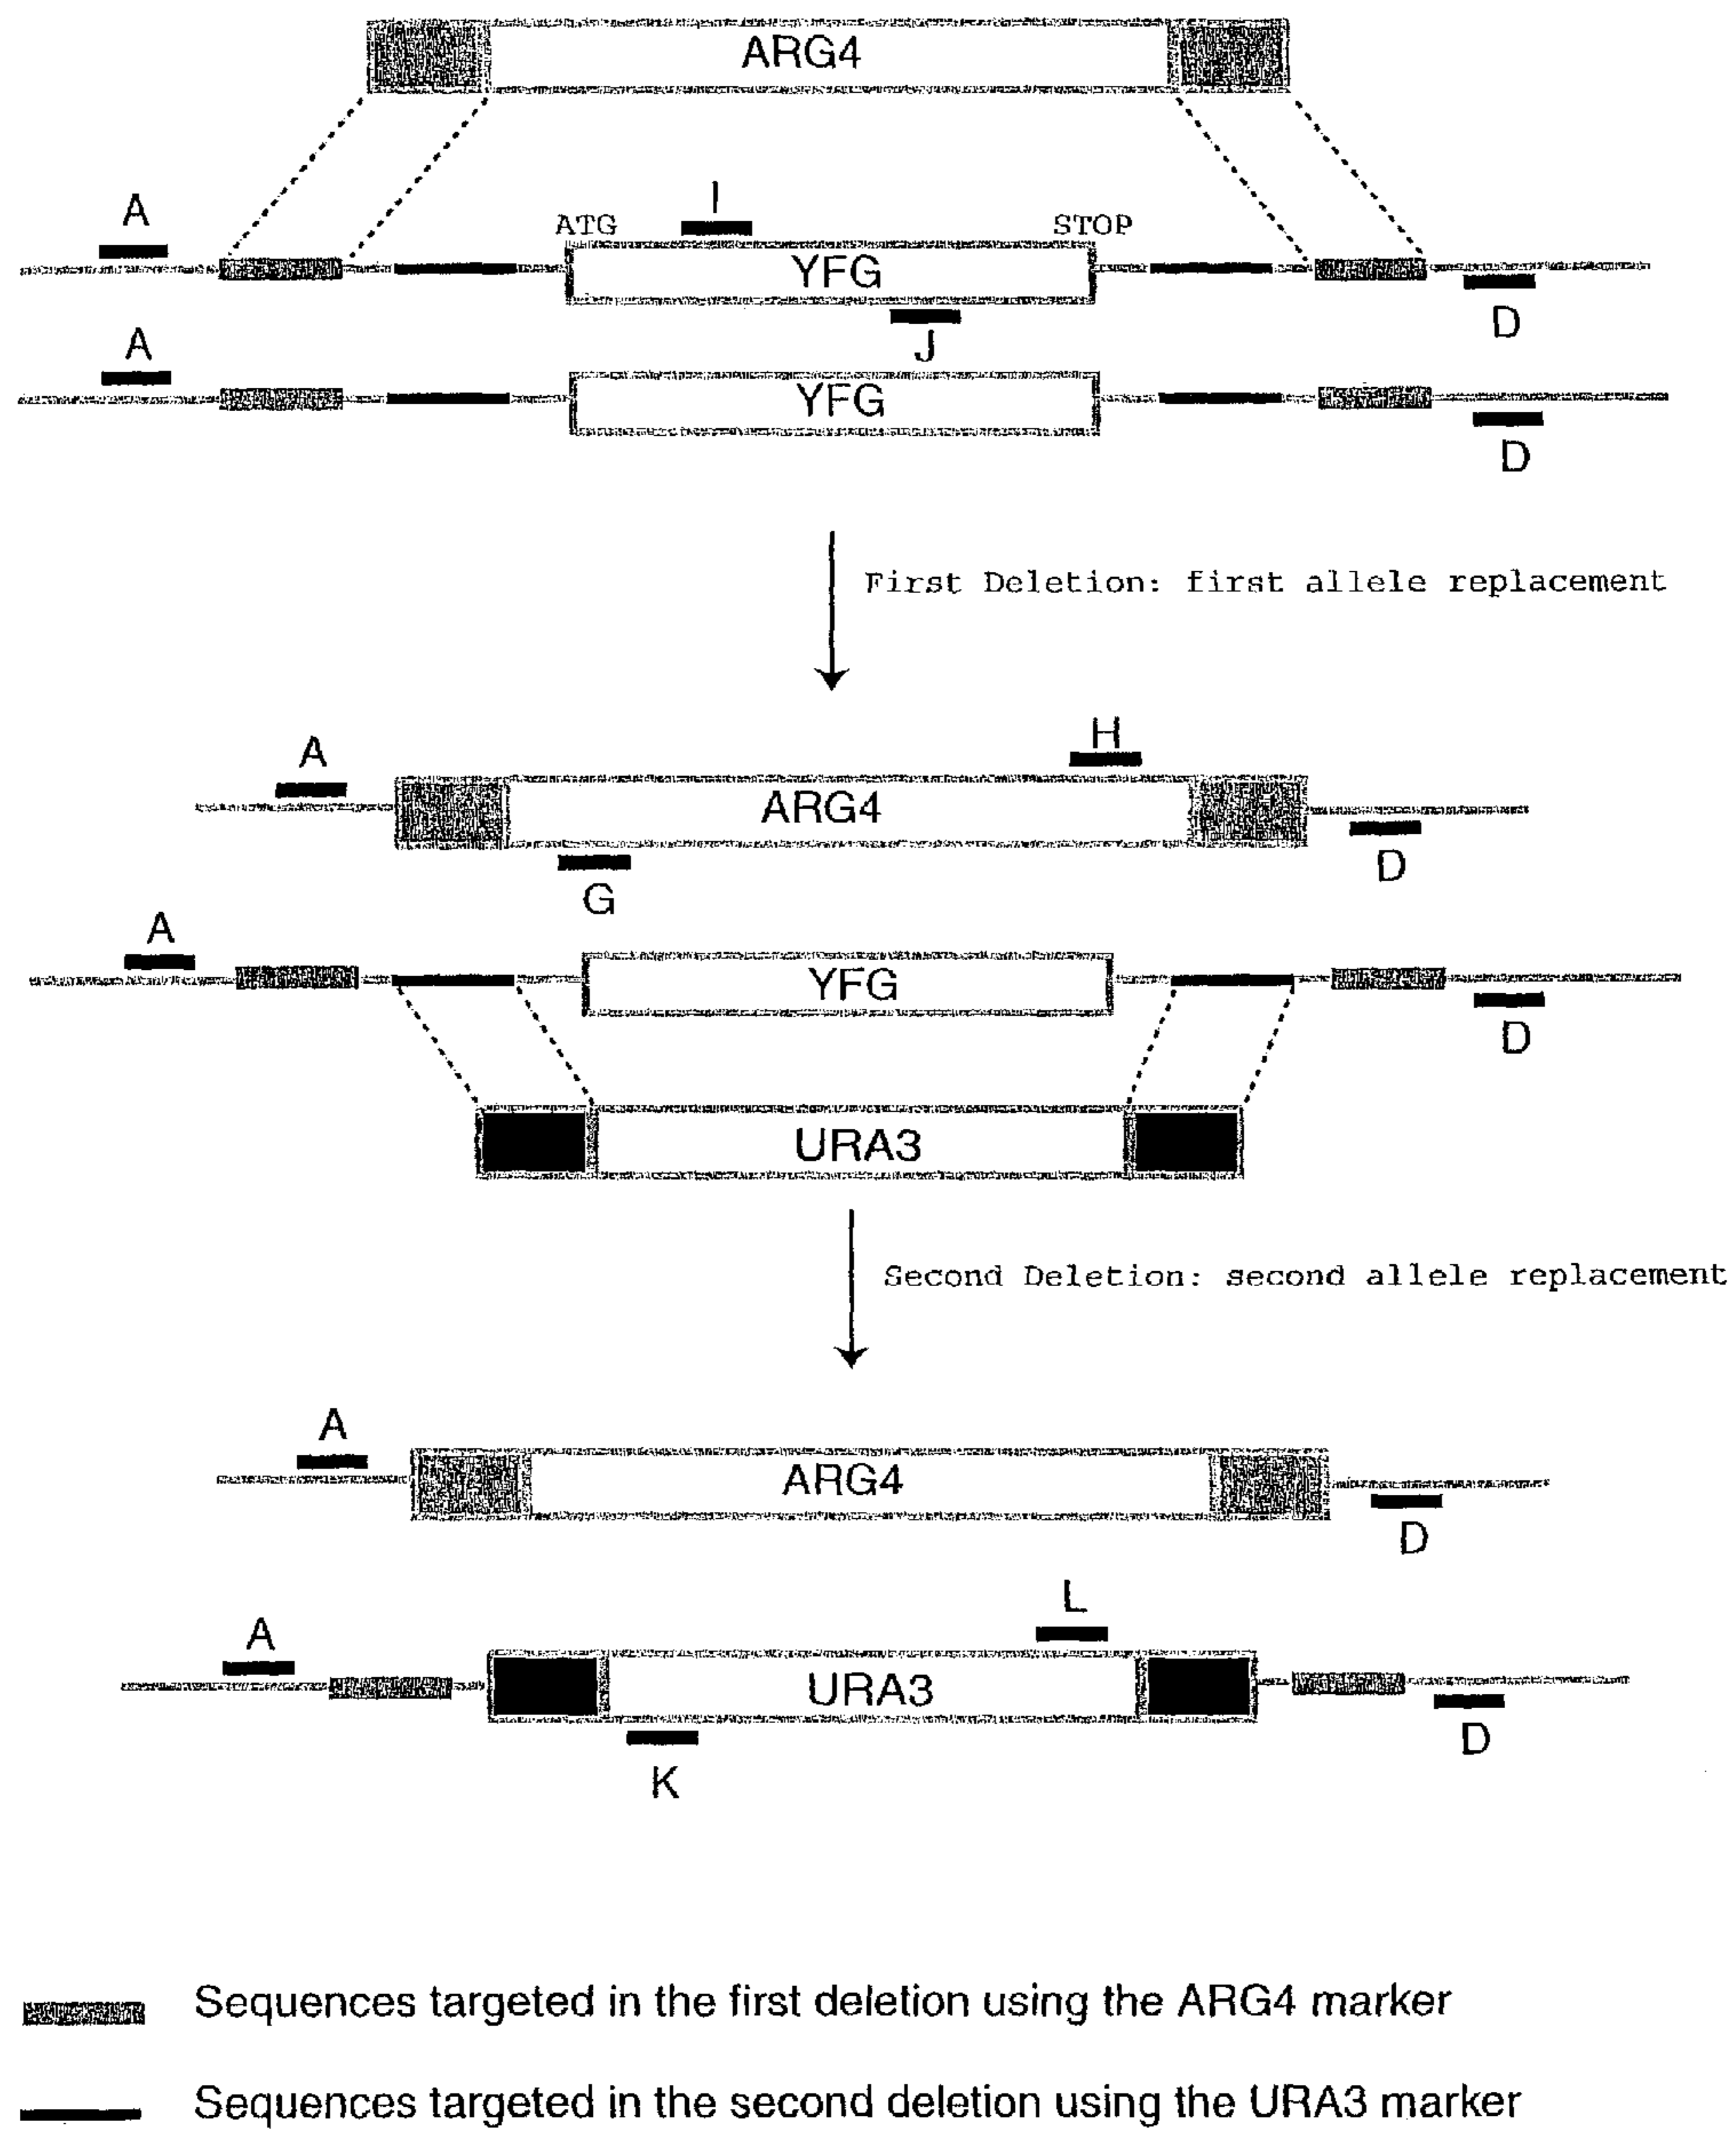 ARG4
A
I
ATG
STOP
YFG
D
J
A
YFG
D
First Deletion: first allele replacement
A
H
ARG4
G
D
A
YFG
D
URA3
Second Deletion: second allele replacement
A
ARG4
D
A
L
URA3
K
D
Sequences targeted in the first deletion using the ARG4 marker
Sequences targeted in the second deletion using the URA3 marker